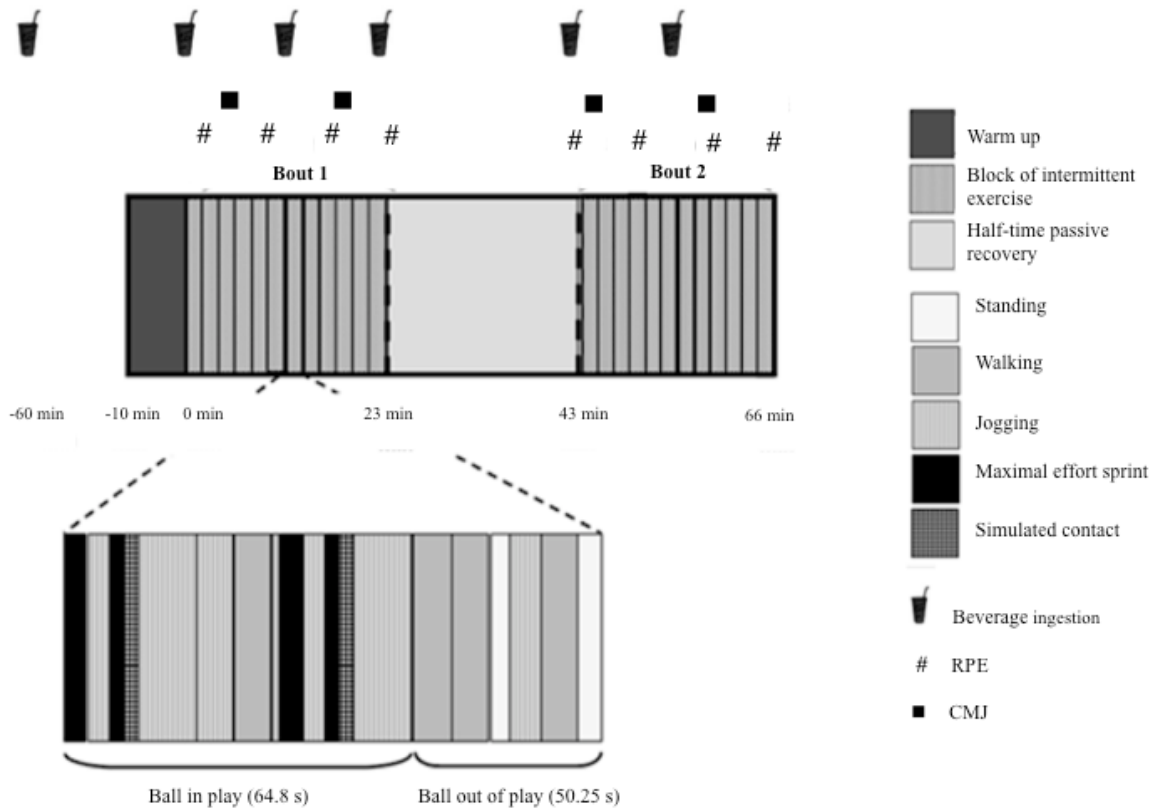 # # # # # # # #
Bout 1
Bout 2
-60 min
-10 min
0 min
23 min
43 min
66 min
Ball in play (64.8 s)
Ball out of play (50.25 s)
Warm up
Block of intermittent
exercise
Half-time passive
recovery
Standing
Walking
Jogging
Maximal effort sprint
Simulated contact
Beverage ingestion
# RPE
CMJ